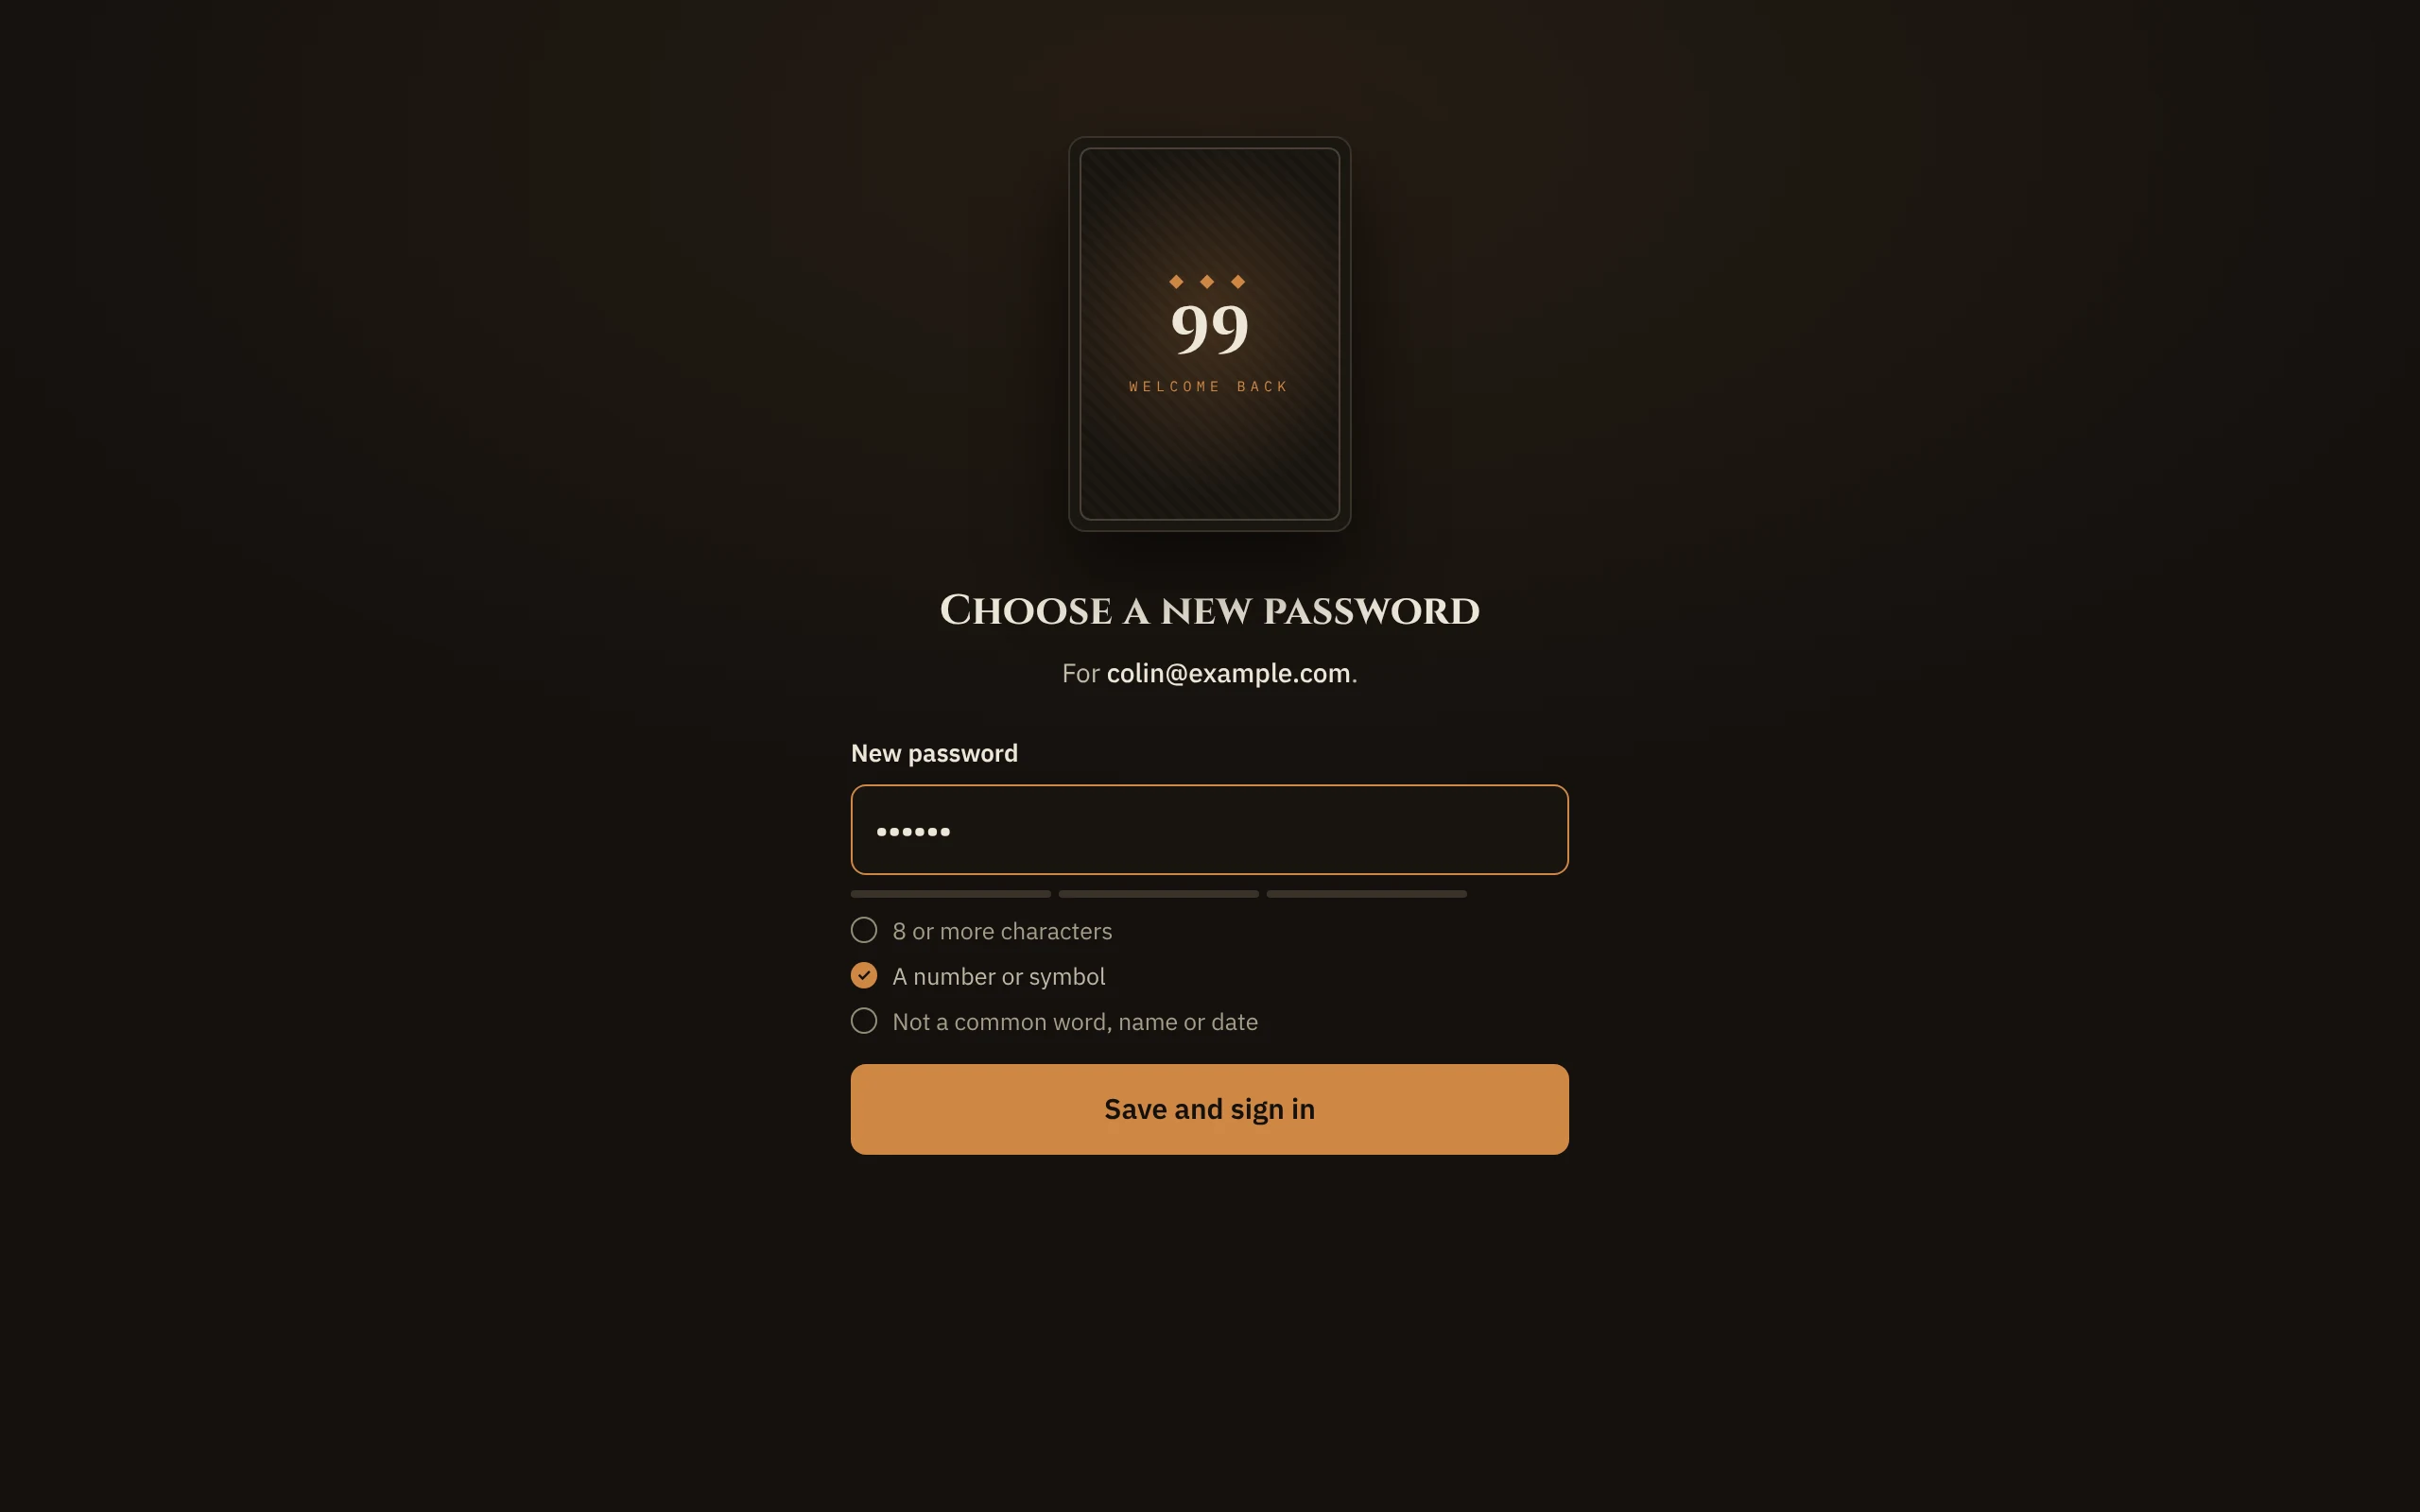 99
WELCOME BACK
Choose a new password
For colin@example.com.
New password
••••••
8 or more characters
A number or symbol
Not a common word, name or date
Save and sign in